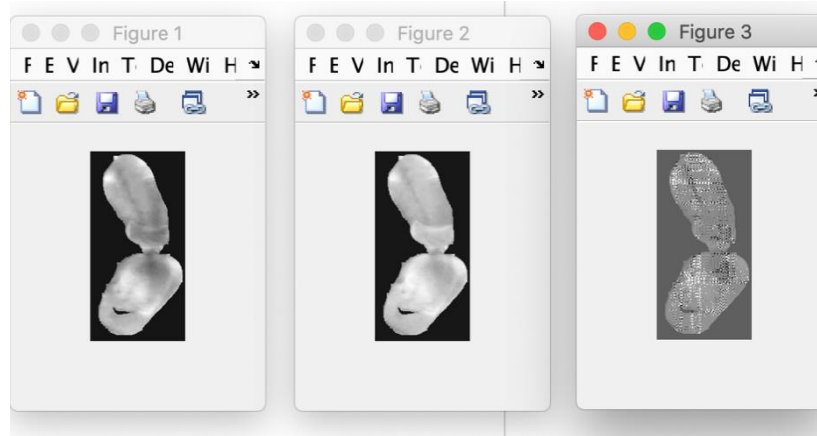 Figure 1
F E V In T De Wi H
»
Figure 2
F E V In T De Wi H
»
Figure 3
F E V In T De Wi H